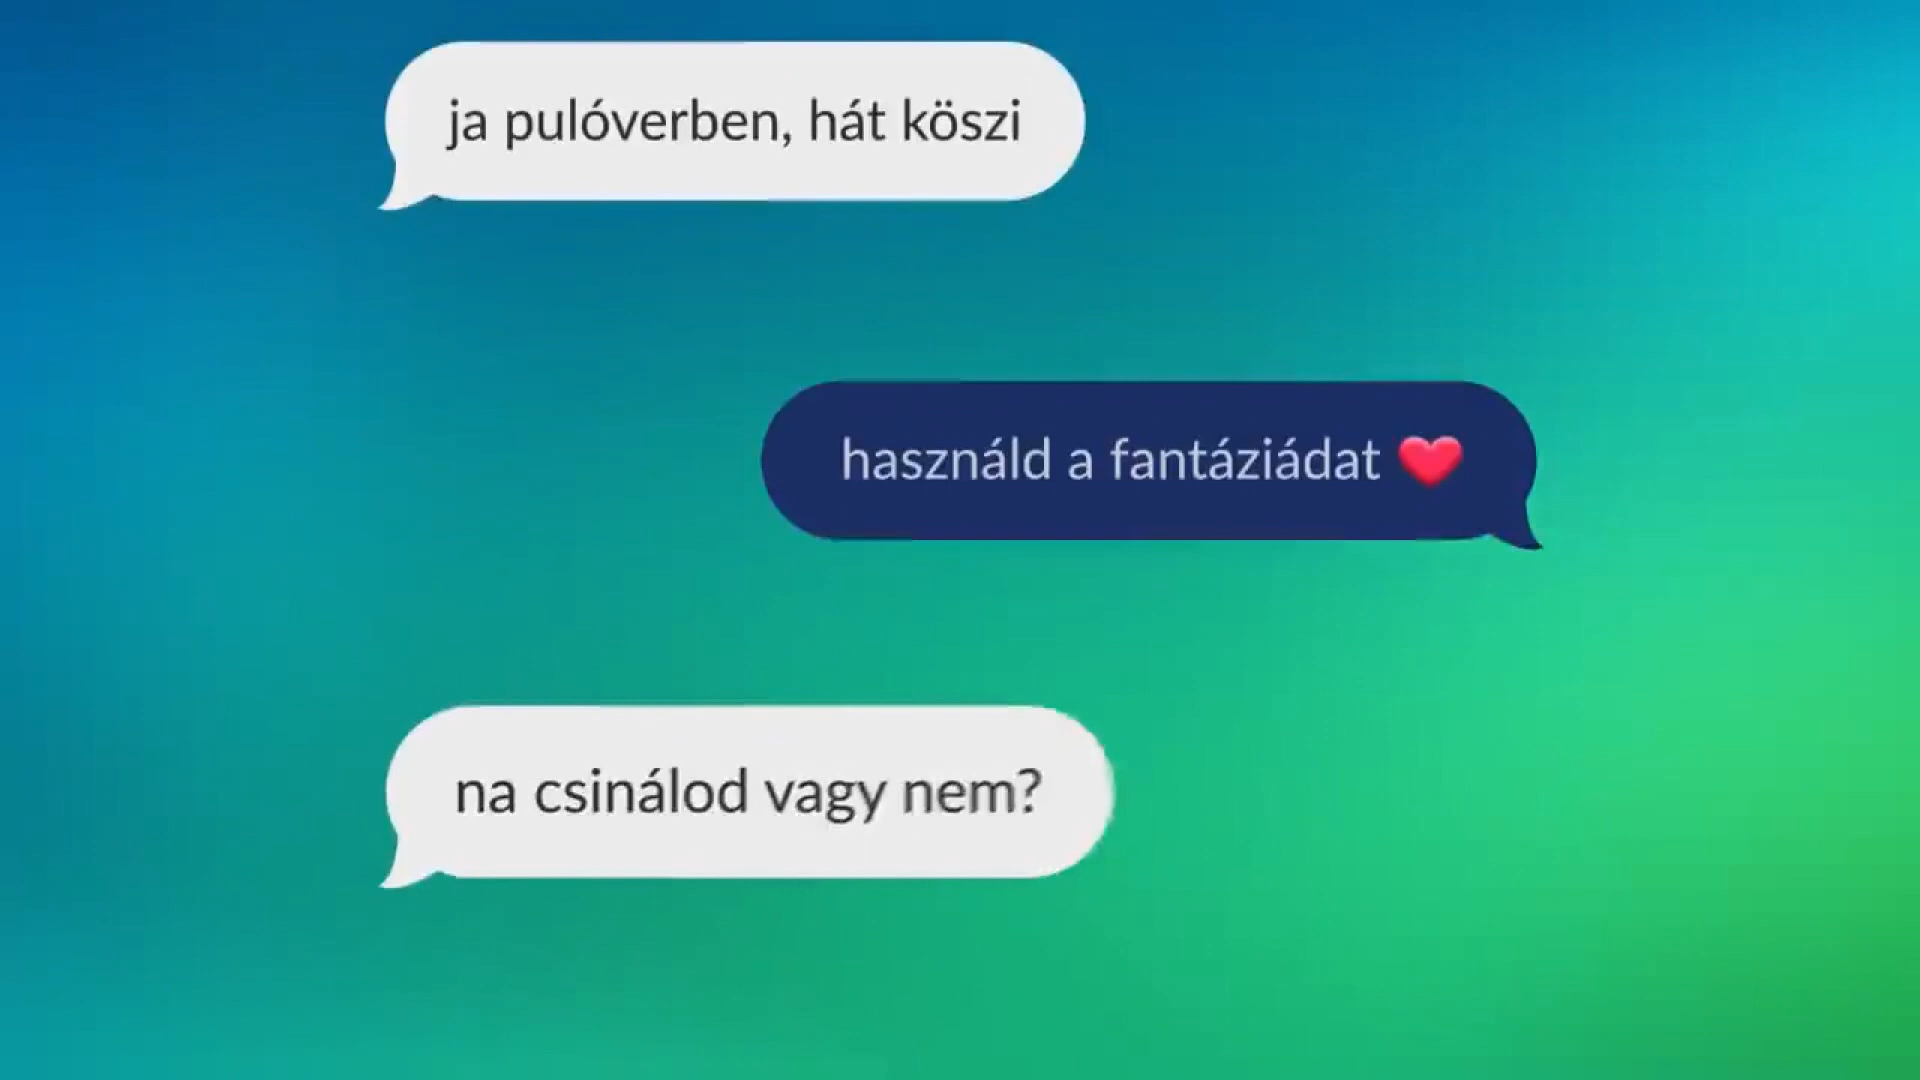 ja pulóverben, hát köszi
használd a fantáziádat ❤️
na csinálod vagy nem?